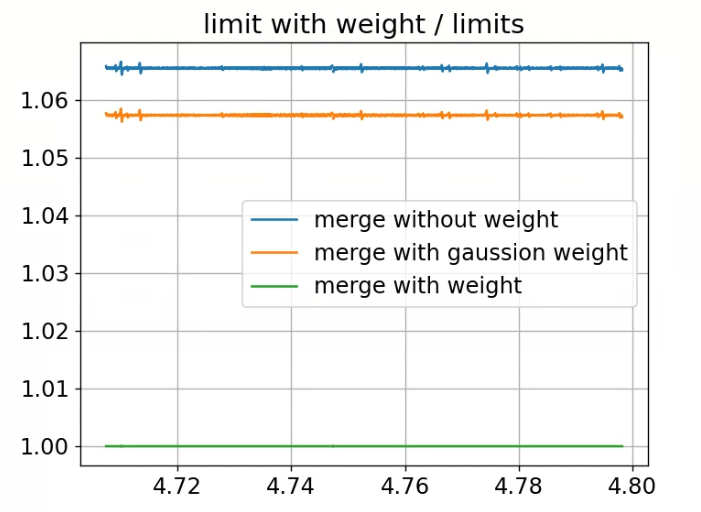 limit with weight / limits
1.06
1.05
1.04
1.03
1.02
1.01
1.00
merge without weight
merge with gaussion weight
merge with weight
4.72 4.74 4.76 4.78 4.80